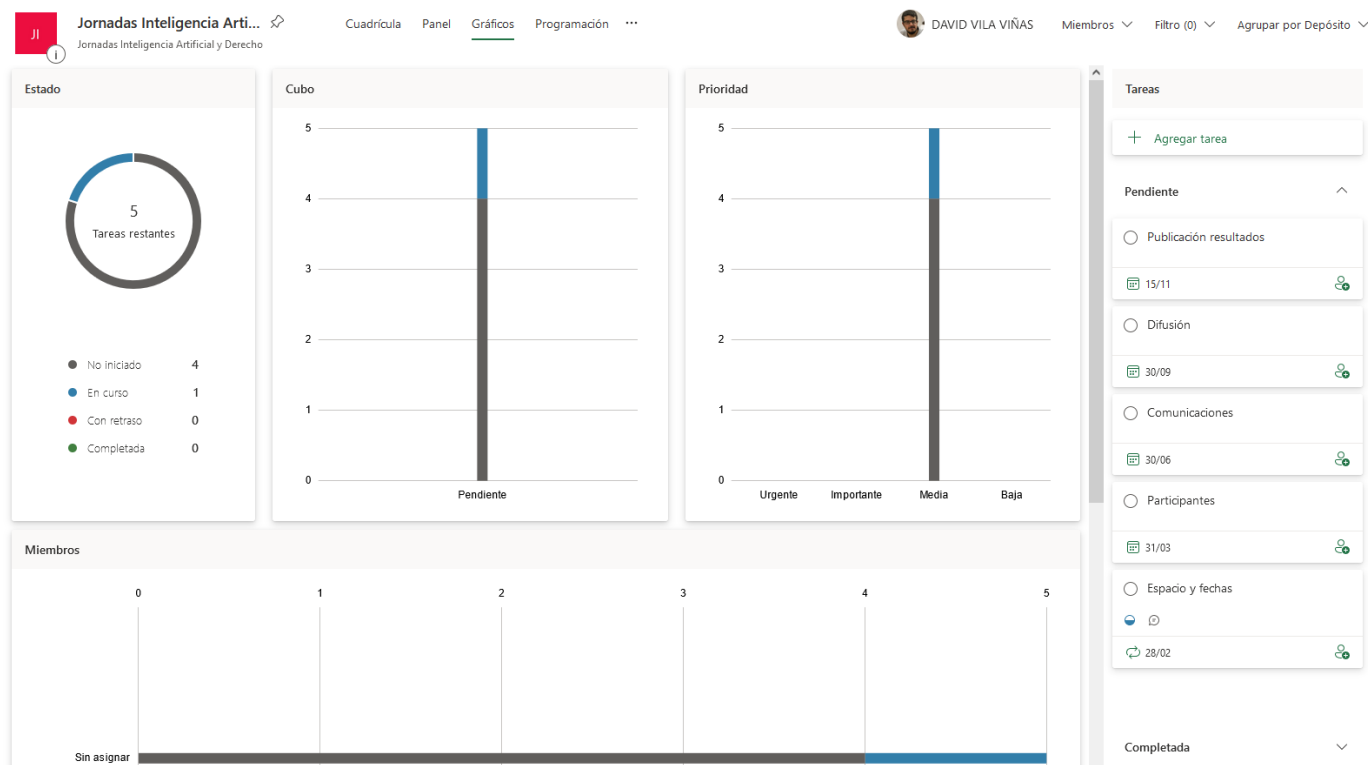 JI
Jornadas Inteligencia Arti...
Jornadas Inteligencia Artificial y Derecho
Cuadrícula
Panel
Gráficos
Programación
...
DAVID VILA VIÑAS
Miembros
Filtro (0)
Agrupar por Depósito
Estado
5
Tareas restantes
No iniciado 4
En curso 1
Con retraso 0
Completada 0
Cubo
5
4
3
2
1
0
Pendiente
Prioridad
5
4
3
2
1
0
Urgente Importante Media Baja
Miembros
0 1 2 3 4 5
Sin asignar
Tareas
+ Agregar tarea
Pendiente
Publicación resultados
15/11
Difusión
30/09
Comunicaciones
30/06
Participantes
31/03
Espacio y fechas
28/02
Completada